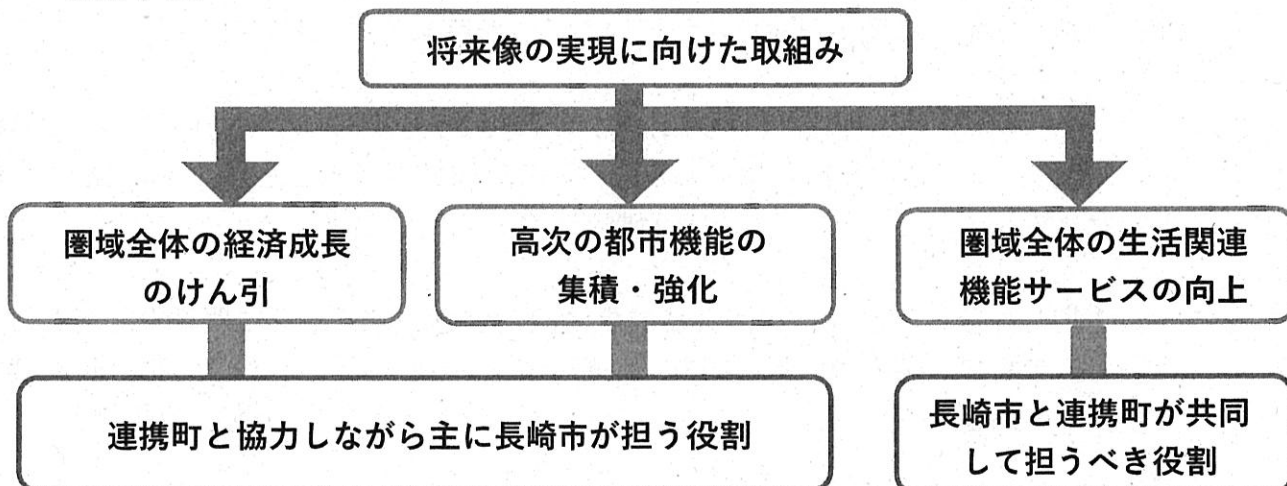 将来像の実現に向けた取組み
圏域全体の経済成長
のけん引
高次の都市機能の
集積・強化
圏域全体の生活関連
機能サービスの向上
連携町と協力しながら主に長崎市が担う役割
長崎市と連携町が共同
して担うべき役割